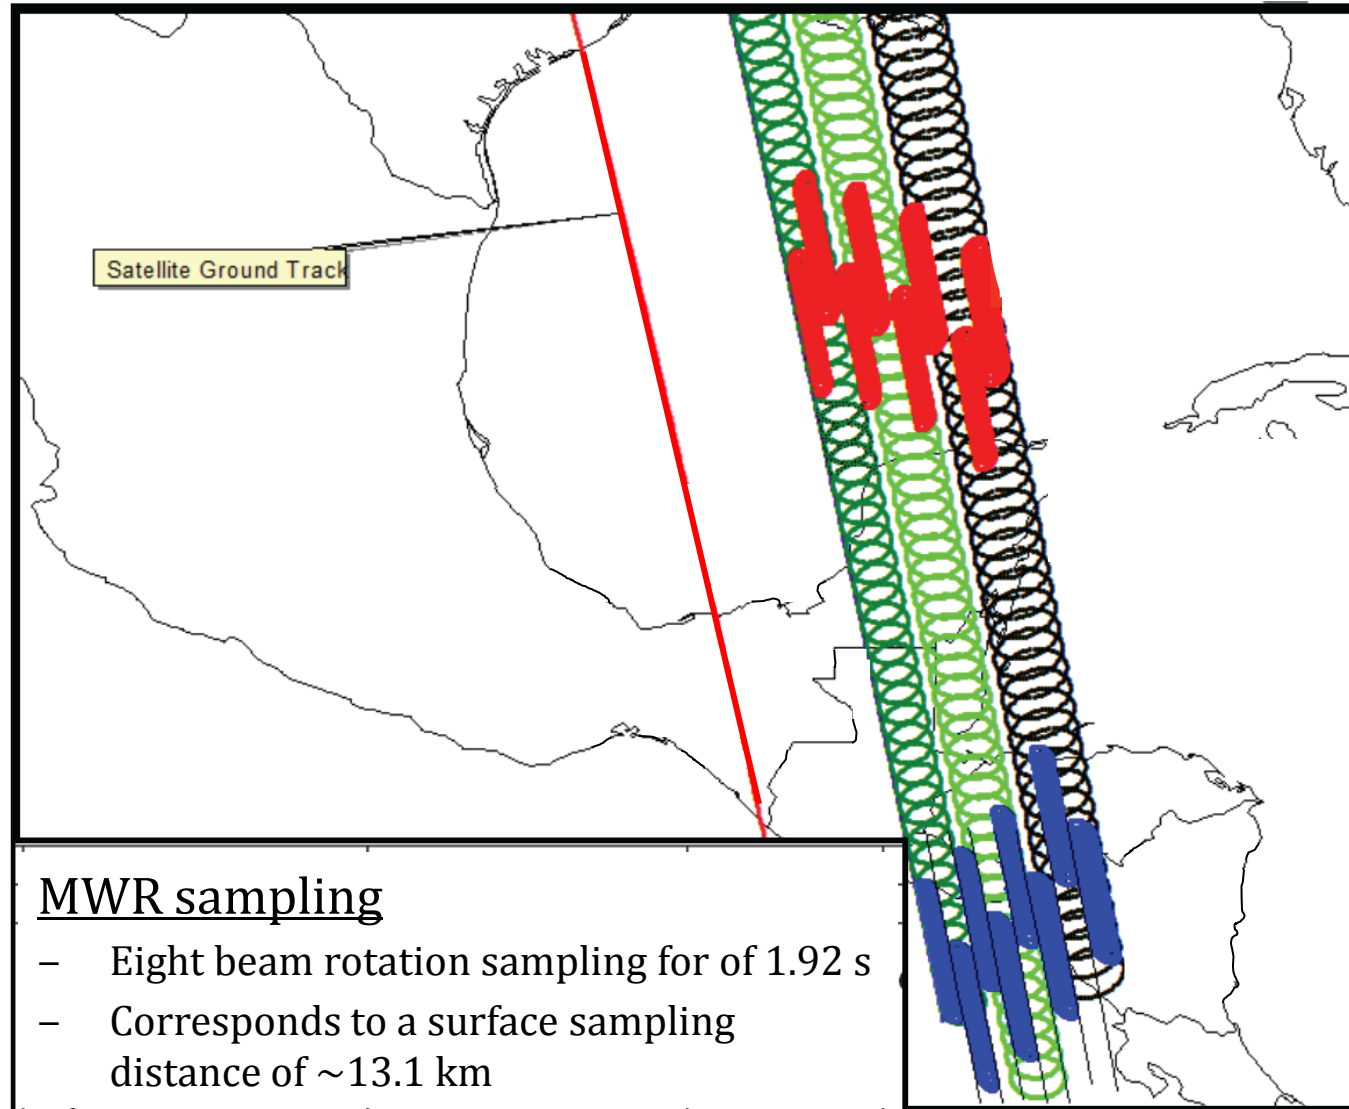 Satellite Ground Track
MWR sampling
– Eight beam rotation sampling for of 1.92 s
– Corresponds to a surface sampling
distance of ~13.1 km